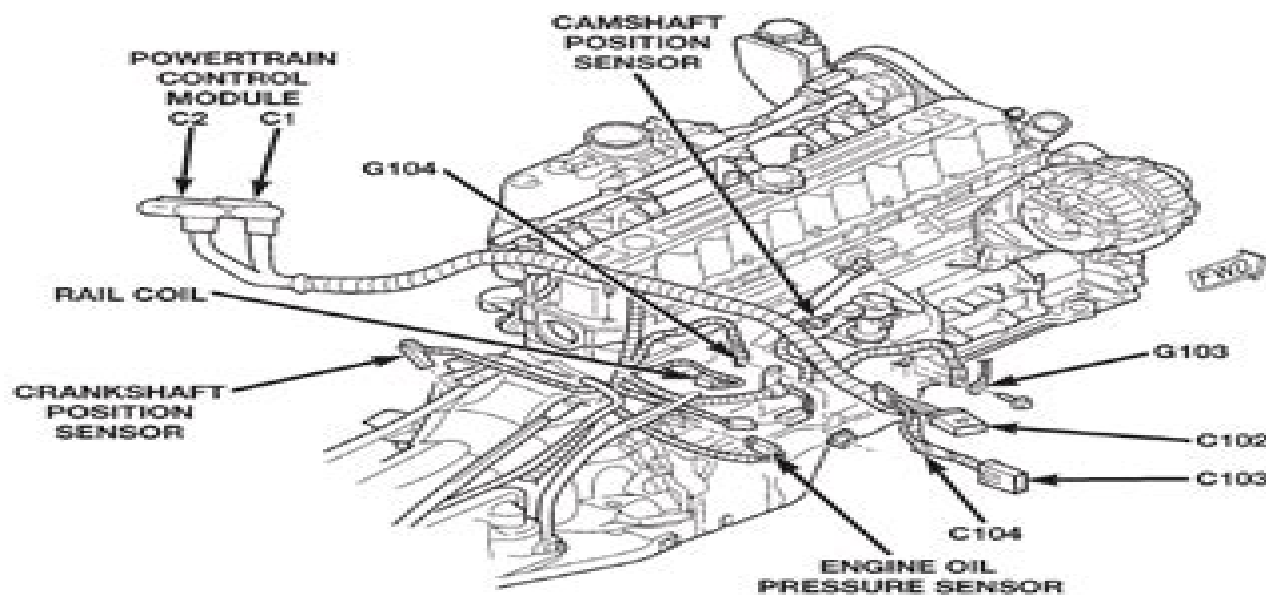 CAMSHAFT
POSITION
SENSOR
POWERTRAIN
CONTROL
MODULE
C2 C1
G104
FWD
RAIL COIL
G103
CRANKSHAFT
POSITION
SENSOR
C102
C103
C104
ENGINE OIL
PRESSURE SENSOR